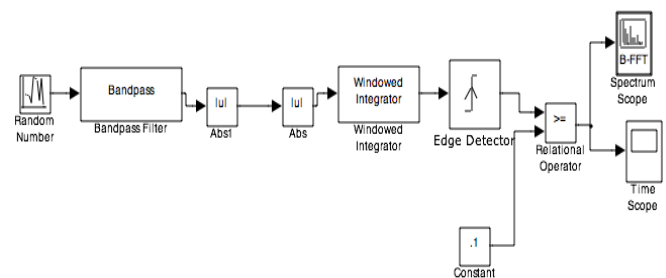 Random
Number
Bandpass
Bandpass Filter
|u|
Abs1
|u|
Abs
Windowed
Integrator
Windowed
Integrator
Edge Detector
>=
Relational
Operator
B-FFT
Spectrum
Scope
Time
Scope
.1
Constant